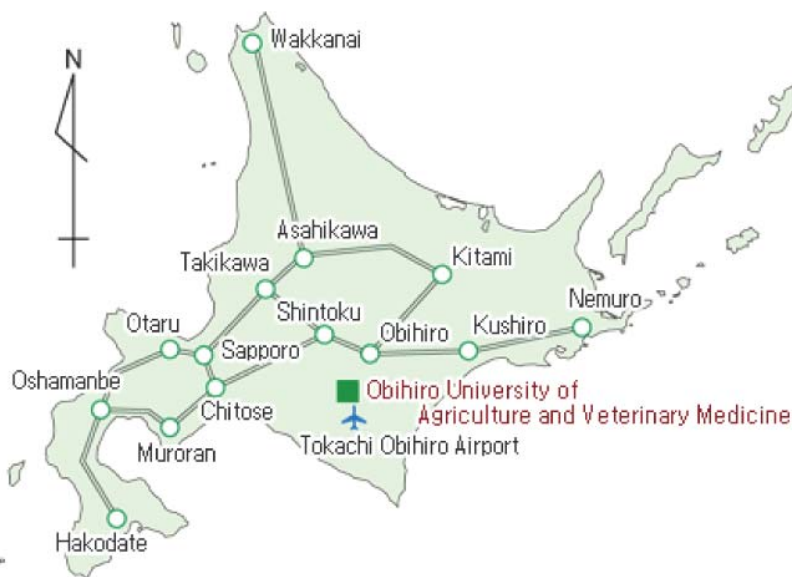 Wakkanai
N
Asahikawa
Takikawa
Kitami
Shintoku
Nemuro
Otaru
Obihiro
Kushiro
Sapporo
Oshamanbe
Chitose
Obihiro University of
Agriculture and Veterinary Medicine
Muroran
Tokachi Obihiro Airport
Hakodate